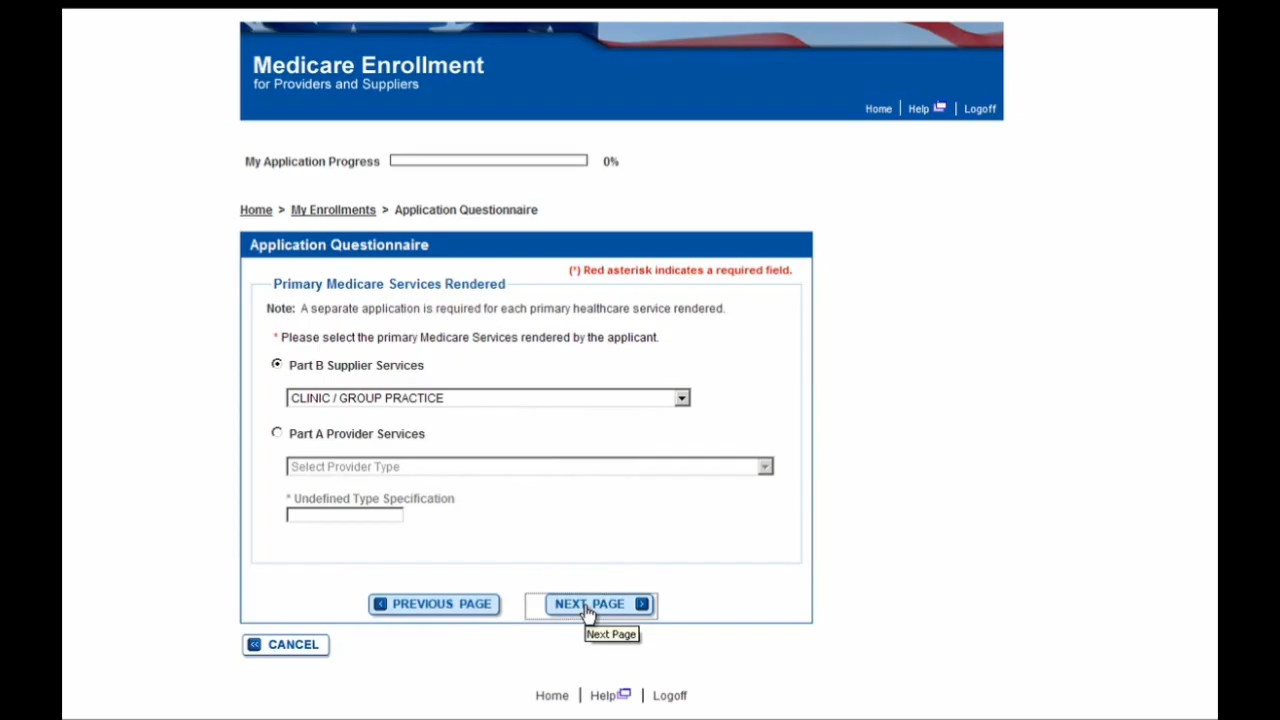 Medicare Enrollment
for Providers and Suppliers
Home | Help | Logoff
My Application Progress 0%
Home > My Enrollments > Application Questionnaire
Application Questionnaire
(*) Red asterisk indicates a required field.
Primary Medicare Services Rendered
Note: A separate application is required for each primary healthcare service rendered.
* Please select the primary Medicare Services rendered by the applicant.
Part B Supplier Services
CLINIC / GROUP PRACTICE
Part A Provider Services
Select Provider Type
* Undefined Type Specification
PREVIOUS PAGE NEXT PAGE
Next Page
CANCEL
Home | Help | Logoff